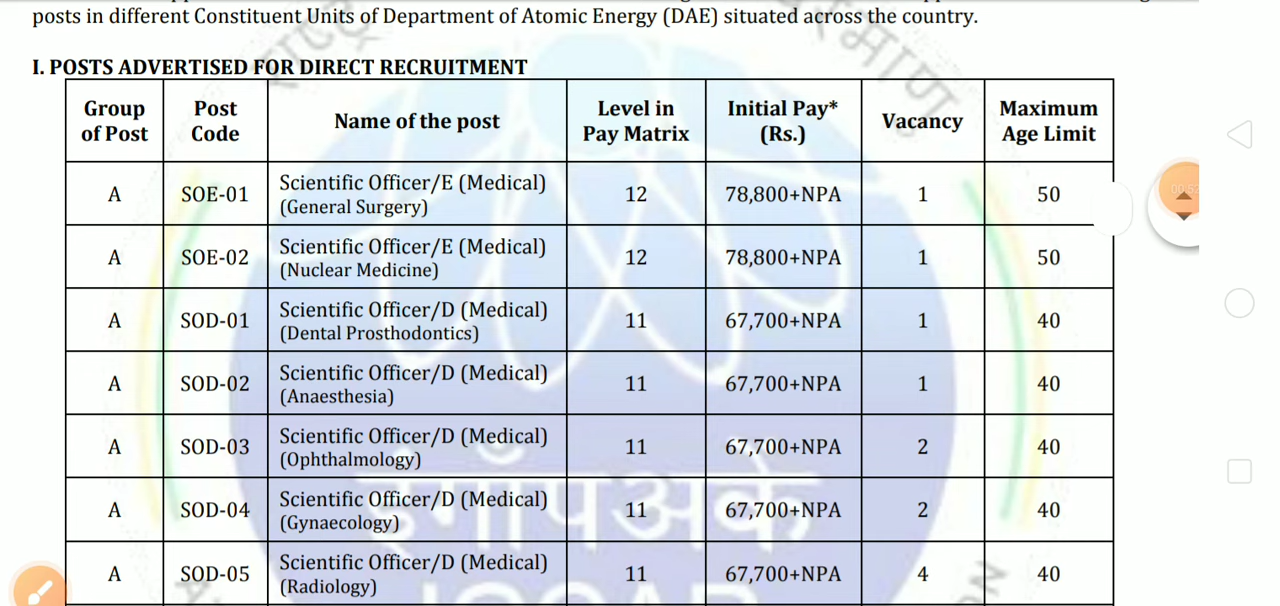 posts in different Constituent Units of Department of Atomic Energy (DAE) situated across the country.
I. POSTS ADVERTISED FOR DIRECT RECRUITMENT
Group of Post | Post Code | Name of the post | Level in Pay Matrix | Initial Pay* (Rs.) | Vacancy | Maximum Age Limit
A | SOE-01 | Scientific Officer/E (Medical) (General Surgery) | 12 | 78,800+NPA | 1 | 50
A | SOE-02 | Scientific Officer/E (Medical) (Nuclear Medicine) | 12 | 78,800+NPA | 1 | 50
A | SOD-01 | Scientific Officer/D (Medical) (Dental Prosthodontics) | 11 | 67,700+NPA | 1 | 40
A | SOD-02 | Scientific Officer/D (Medical) (Anaesthesia) | 11 | 67,700+NPA | 1 | 40
A | SOD-03 | Scientific Officer/D (Medical) (Ophthalmology) | 11 | 67,700+NPA | 2 | 40
A | SOD-04 | Scientific Officer/D (Medical) (Gynaecology) | 11 | 67,700+NPA | 2 | 40
A | SOD-05 | Scientific Officer/D (Medical) (Radiology) | 11 | 67,700+NPA | 4 | 40
00:52
इंगांपअकें
IGCAR